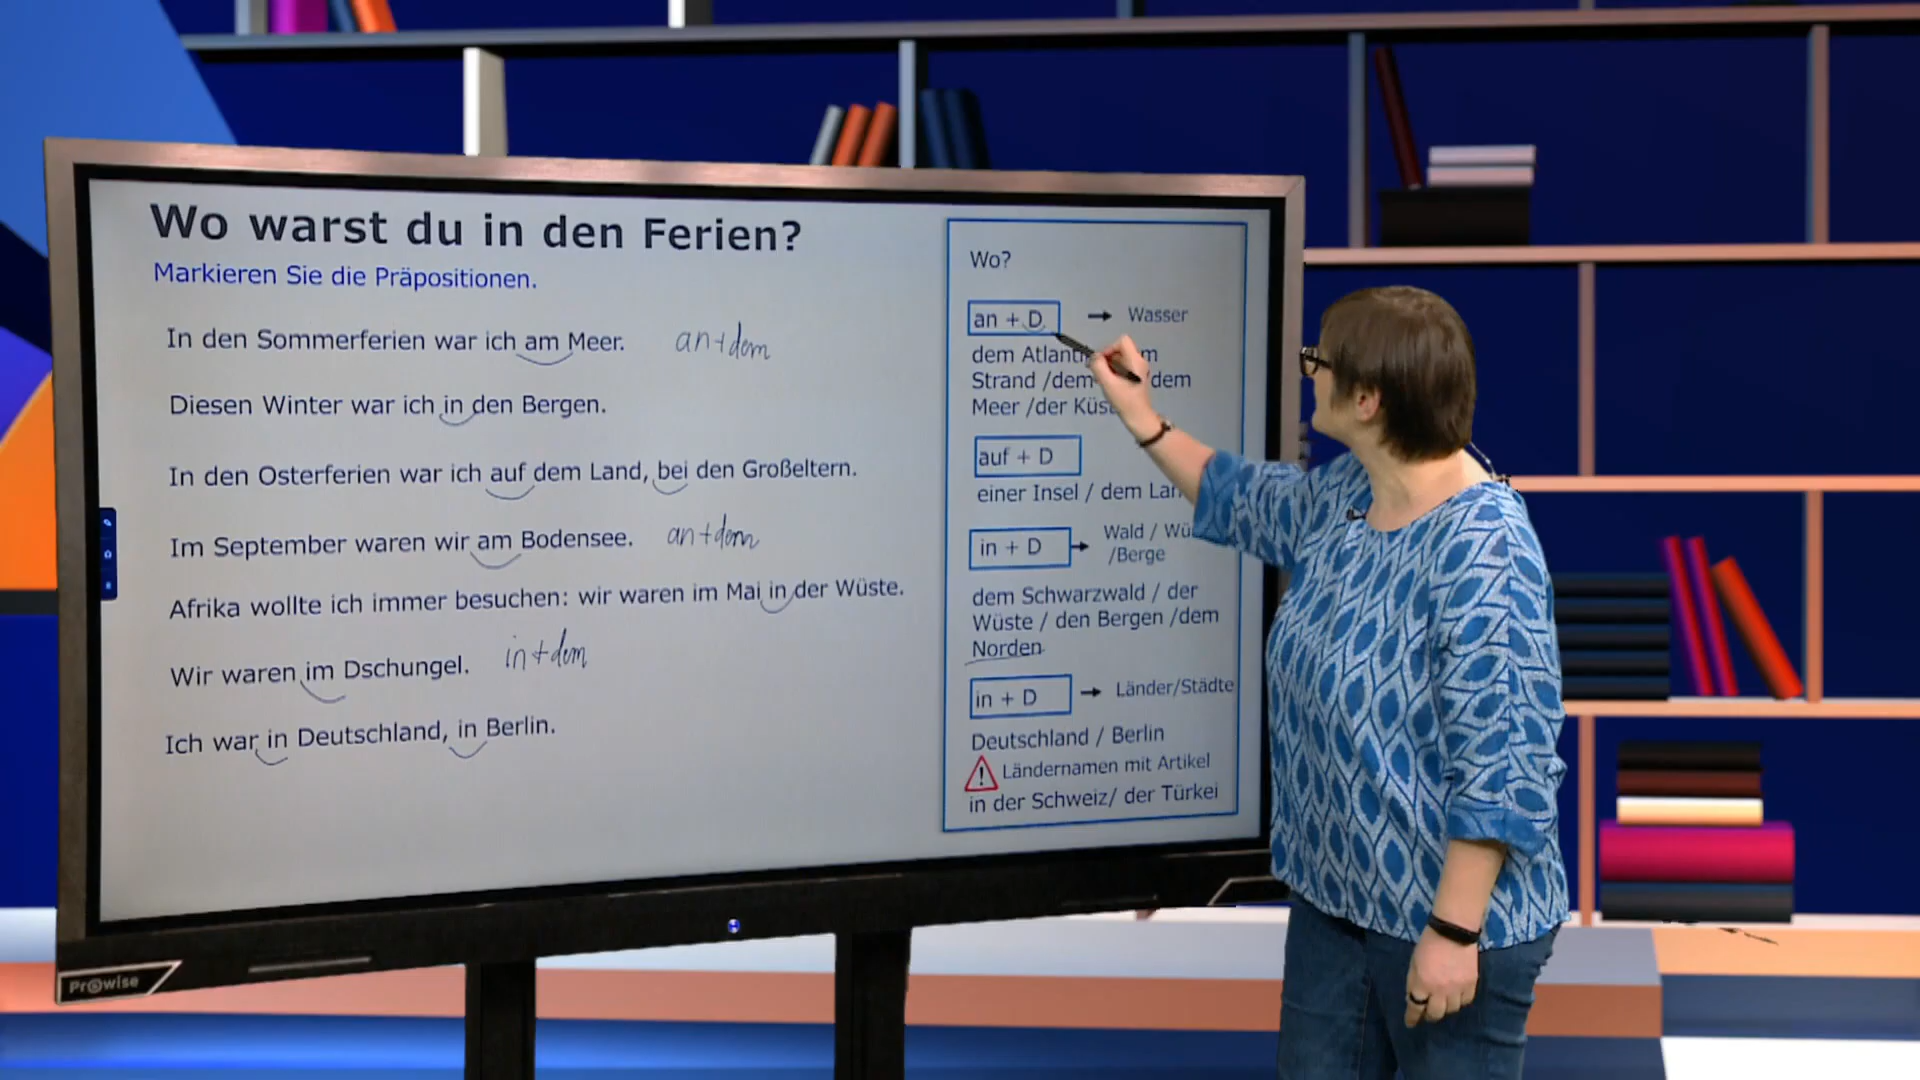 Wo warst du in den Ferien?
Markieren Sie die Präpositionen.
In den Sommerferien war ich am Meer. an+dem
Diesen Winter war ich in den Bergen.
In den Osterferien war ich auf dem Land, bei den Großeltern.
Im September waren wir am Bodensee. an+dem
Afrika wollte ich immer besuchen: wir waren im Mai in der Wüste.
Wir waren im Dschungel. in+dem
Ich war in Deutschland, in Berlin.
Wo?
an + D → Wasser
dem
Strand /dem /dem
Meer /der
auf + D
einer Insel / dem
in + D → Wald /
/Berge
dem Schwarzwald / der
Wüste / den Bergen /dem
Norden
in + D → Länder/Städte
Deutschland / Berlin
! Ländernamen mit Artikel
in der Schweiz/ der Türkei
Prowise